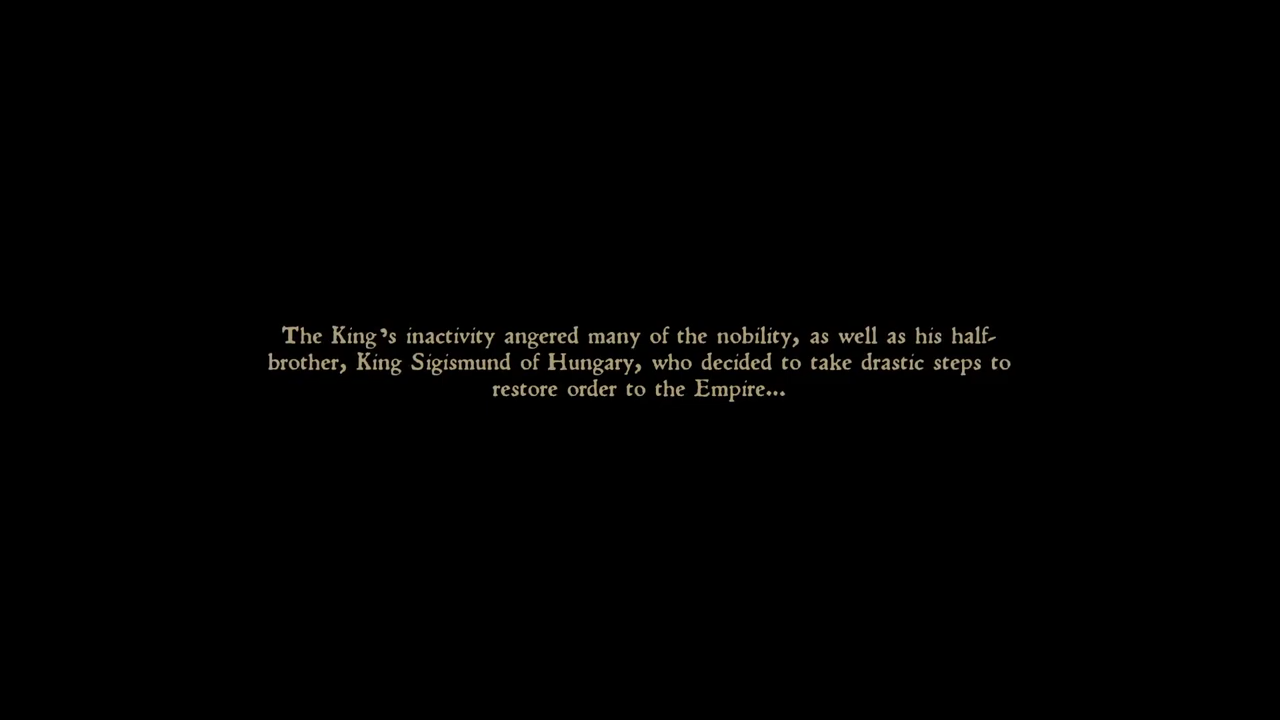 The King's inactivity angered many of the nobility, as well as his half-
brother, King Sigismund of Hungary, who decided to take drastic steps to
restore order to the Empire...